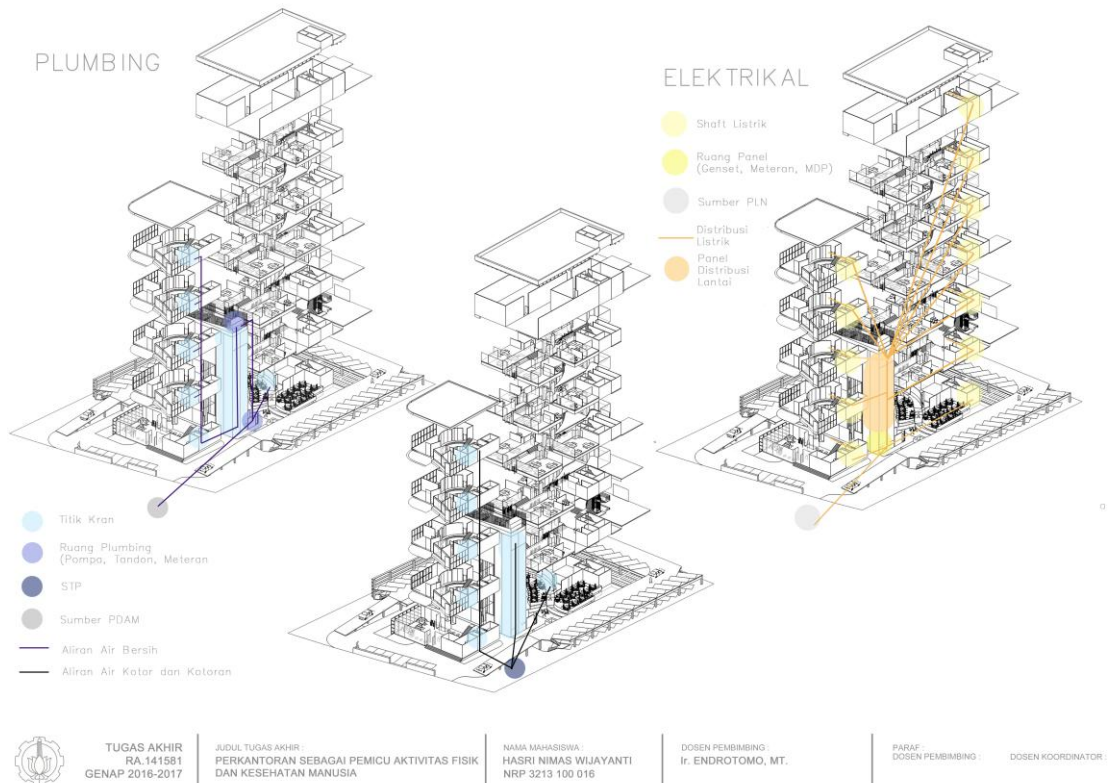 PLUMBING
Titik Kran
Ruang Plumbing
(Pompa, Tandon, Meteran
STP
Sumber PDAM
Aliran Air Bersih
Aliran Air Kotor dan Kotoran
ELEKTRIKAL
Shaft Listrik
Ruang Panel
(Genset, Meteran, MDP)
Sumber PLN
Distribusi
Listrik
Panel
Distribusi
Lantai
TUGAS AKHIR
RA.141581
GENAP 2016-2017
JUDUL TUGAS AKHIR :
PERKANTORAN SEBAGAI PEMICU AKTIVITAS FISIK
DAN KESEHATAN MANUSIA
NAMA MAHASISWA :
HASRI NIMAS WIJAYANTI
NRP 3213 100 016
DOSEN PEMBIMBING :
Ir. ENDROTOMO, MT.
PARAF :
DOSEN PEMBIMBING :
DOSEN KOORDINATOR :